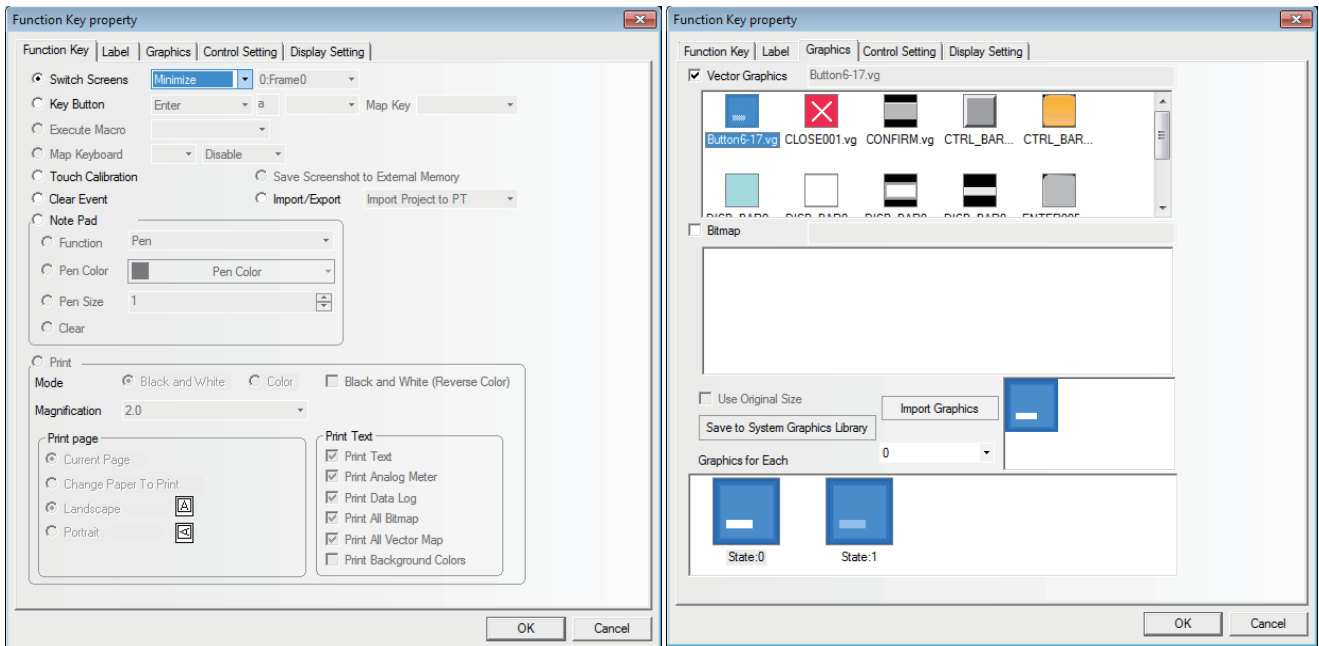 Function Key property
Function Key Label Graphics Control Setting Display Setting
Switch Screens Minimize 0:Frame0
Key Button Enter a Map Key
Execute Macro
Map Keyboard Disable
Touch Calibration Save Screenshot to External Memory
Clear Event Import/Export Import Project to PT
Note Pad
Function Pen
Pen Color Pen Color
Pen Size 1
Clear
Print
Mode Black and White Color Black and White (Reverse Color)
Magnification 2.0
Print page
Current Page
Change Paper To Print
Landscape A
Portrait A
Print Text
Print Text
Print Analog Meter
Print Data Log
Print All Bitmap
Print All Vector Map
Print Background Colors
OK Cancel
Function Key property
Function Key Label Graphics Control Setting Display Setting
Vector Graphics Button6-17.vg
Button6-17.vg CLOSE001.vg CONFIRM.vg CTRL_BAR... CTRL_BAR...
Bitmap
Use Original Size
Import Graphics
Save to System Graphics Library
Graphics for Each 0
State:0 State:1
OK Cancel